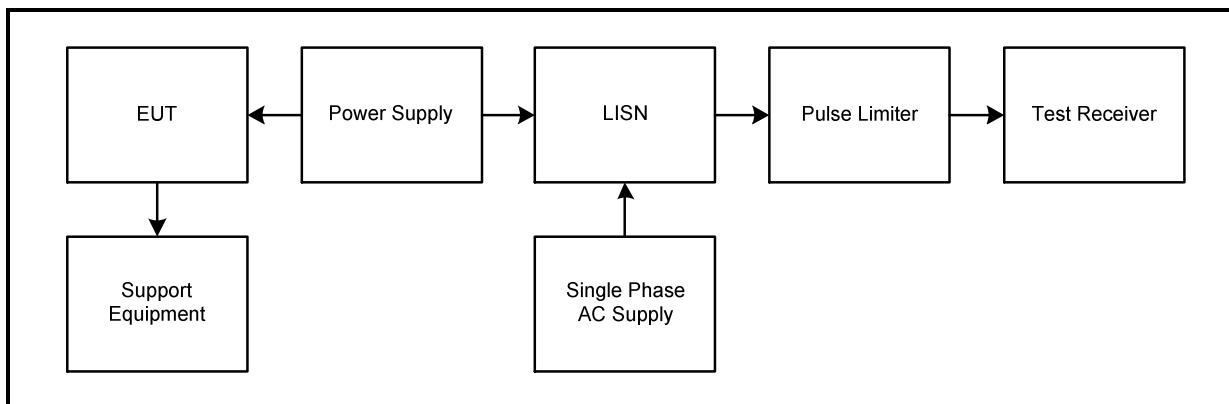 EUT
Power Supply
LISN
Pulse Limiter
Test Receiver
Support
Equipment
Single Phase
AC Supply